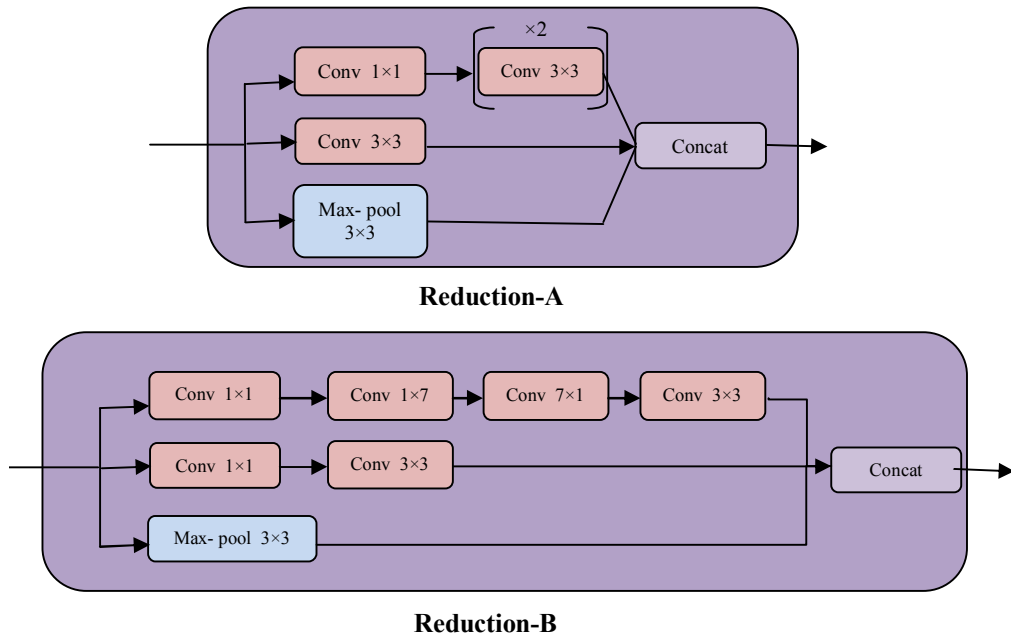 ×2
Conv 1×1
Conv 3×3
Conv 3×3
Concat
Max- pool
3×3
Reduction-A
Conv 1×1
Conv 1×7
Conv 7×1
Conv 3×3
Conv 1×1
Conv 3×3
Concat
Max- pool 3×3
Reduction-B